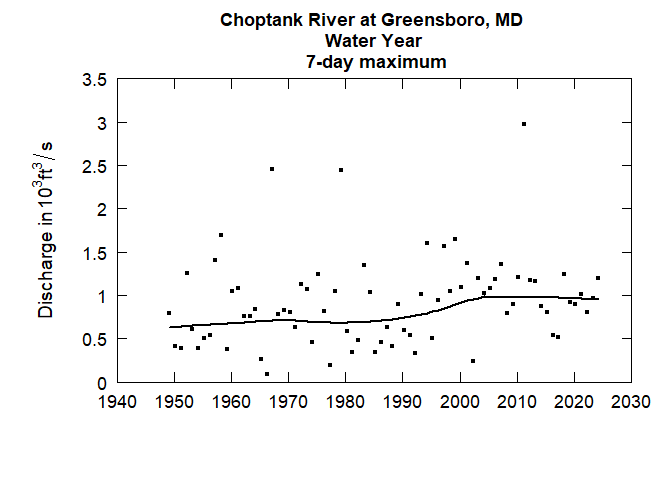 Choptank River at Greensboro, MD
Water Year
7-day maximum
Discharge in 10³ft³/s
3.5
3
2.5
2
1.5
1
0.5
0
1940 1950 1960 1970 1980 1990 2000 2010 2020 2030